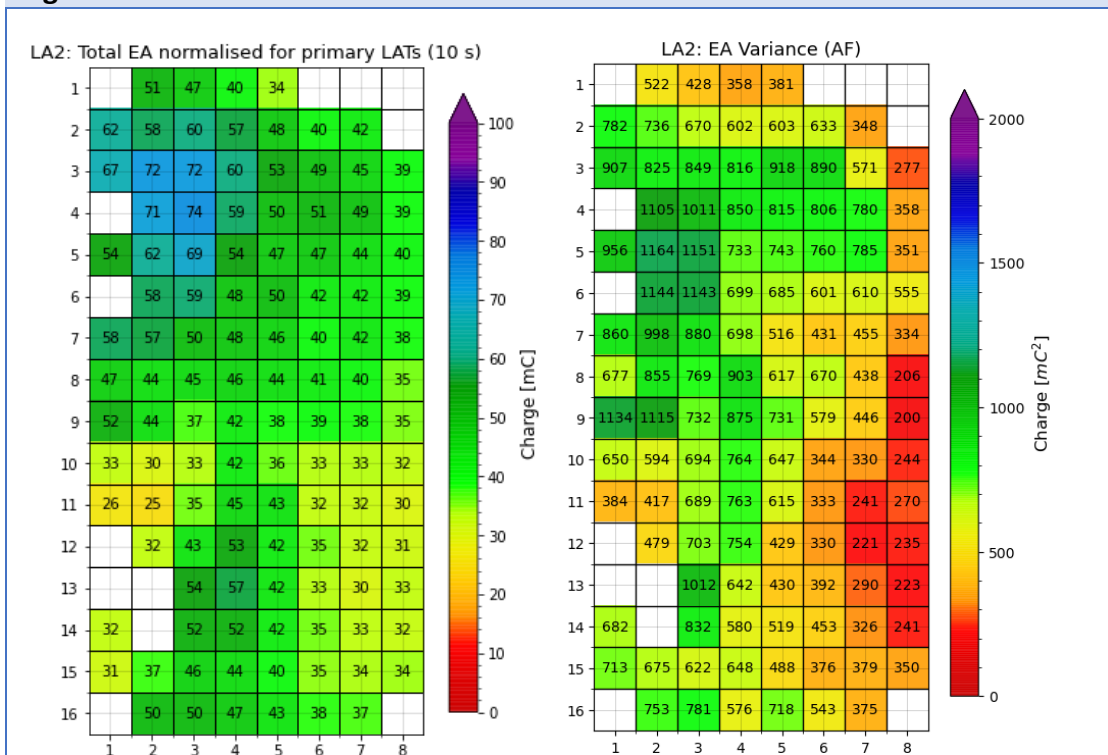 LA2: Total EA normalised for primary LATs (10 s)
1 51 47 40 34
2 62 58 60 57 48 40 42
3 67 72 72 60 53 49 45 39
4 71 74 59 50 51 49 39
5 54 62 69 54 47 47 44 40
6 58 59 48 50 42 42 39
7 58 57 50 48 46 40 42 38
8 47 44 45 46 44 41 40 35
9 52 44 37 42 38 39 38 35
10 33 30 33 42 36 33 33 32
11 26 25 35 45 43 32 32 30
12 32 43 53 42 35 32 31
13 54 57 42 33 30 33
14 32 52 52 42 35 33 32
15 31 37 46 44 40 35 34 34
16 50 50 47 43 38 37
1 2 3 4 5 6 7 8
100
90
80
70
60
50
40
30
20
10
0
Charge [mC]
LA2: EA Variance (AF)
1 522 428 358 381
2 782 736 670 602 603 633 348
3 907 825 849 816 918 890 571 277
4 1105 1011 850 815 806 780 358
5 956 1164 1151 733 743 760 785 351
6 1144 1143 699 685 601 610 555
7 860 998 880 698 516 431 455 334
8 677 855 769 903 617 670 438 206
9 1134 1115 732 875 731 579 446 200
10 650 594 694 764 647 344 330 244
11 384 417 689 763 615 333 241 270
12 479 703 754 429 330 221 235
13 1012 642 430 392 290 223
14 682 832 580 519 453 326 241
15 713 675 622 648 488 376 379 350
16 753 781 576 718 543 375
1 2 3 4 5 6 7 8
2000
1500
1000
500
0
Charge [mC²]